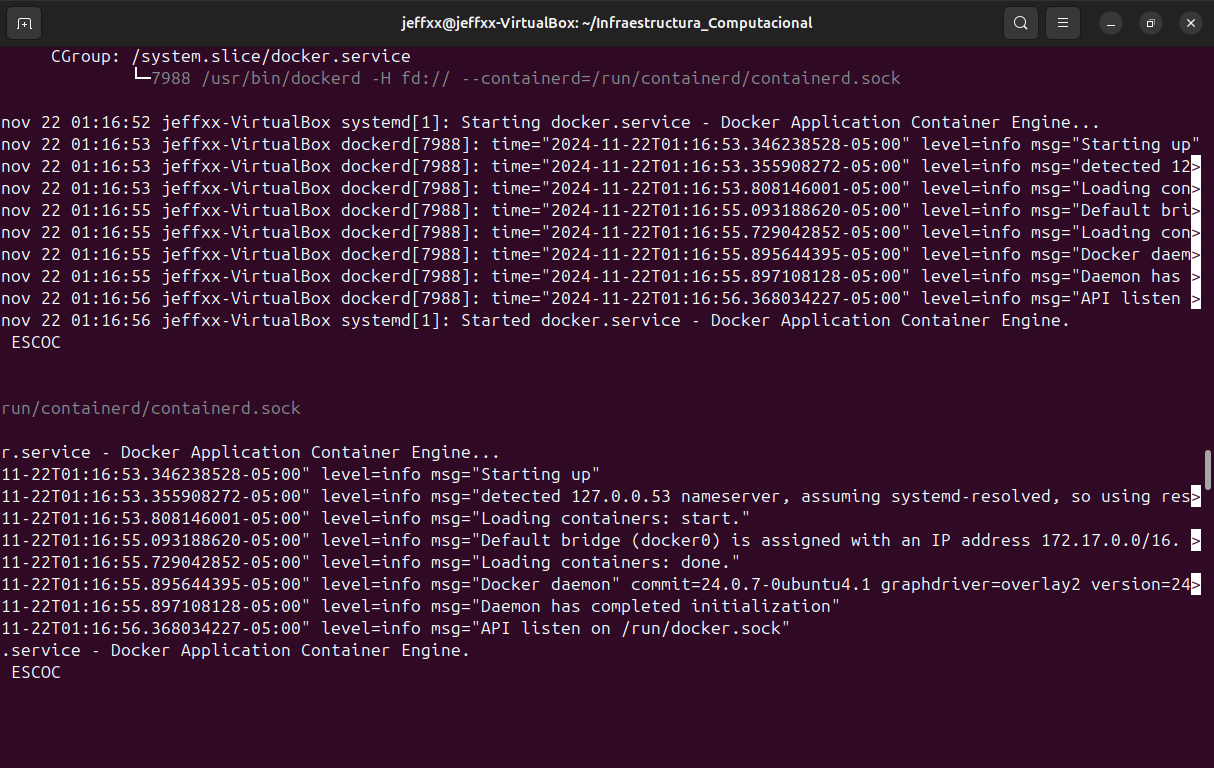 jeffxx@jeffxx-VirtualBox: ~/Infraestructura_Computacional
CGroup: /system.slice/docker.service
└─7988 /usr/bin/dockerd -H fd:// --containerd=/run/containerd/containerd.sock
nov 22 01:16:52 jeffxx-VirtualBox systemd[1]: Starting docker.service - Docker Application Container Engine...
nov 22 01:16:53 jeffxx-VirtualBox dockerd[7988]: time="2024-11-22T01:16:53.346238528-05:00" level=info msg="Starting up"
nov 22 01:16:53 jeffxx-VirtualBox dockerd[7988]: time="2024-11-22T01:16:53.355908272-05:00" level=info msg="detected 12>
nov 22 01:16:53 jeffxx-VirtualBox dockerd[7988]: time="2024-11-22T01:16:53.808146001-05:00" level=info msg="Loading con>
nov 22 01:16:55 jeffxx-VirtualBox dockerd[7988]: time="2024-11-22T01:16:55.093188620-05:00" level=info msg="Default bri>
nov 22 01:16:55 jeffxx-VirtualBox dockerd[7988]: time="2024-11-22T01:16:55.729042852-05:00" level=info msg="Loading con>
nov 22 01:16:55 jeffxx-VirtualBox dockerd[7988]: time="2024-11-22T01:16:55.895644395-05:00" level=info msg="Docker daem>
nov 22 01:16:55 jeffxx-VirtualBox dockerd[7988]: time="2024-11-22T01:16:55.897108128-05:00" level=info msg="Daemon has >
nov 22 01:16:56 jeffxx-VirtualBox dockerd[7988]: time="2024-11-22T01:16:56.368034227-05:00" level=info msg="API listen >
nov 22 01:16:56 jeffxx-VirtualBox systemd[1]: Started docker.service - Docker Application Container Engine.
ESCOC
run/containerd/containerd.sock
r.service - Docker Application Container Engine...
11-22T01:16:53.346238528-05:00" level=info msg="Starting up"
11-22T01:16:53.355908272-05:00" level=info msg="detected 127.0.0.53 nameserver, assuming systemd-resolved, so using res>
11-22T01:16:53.808146001-05:00" level=info msg="Loading containers: start."
11-22T01:16:55.093188620-05:00" level=info msg="Default bridge (docker0) is assigned with an IP address 172.17.0.0/16. >
11-22T01:16:55.729042852-05:00" level=info msg="Loading containers: done."
11-22T01:16:55.895644395-05:00" level=info msg="Docker daemon" commit=24.0.7-0ubuntu4.1 graphdriver=overlay2 version=24>
11-22T01:16:55.897108128-05:00" level=info msg="Daemon has completed initialization"
11-22T01:16:56.368034227-05:00" level=info msg="API listen on /run/docker.sock"
.service - Docker Application Container Engine.
ESCOC